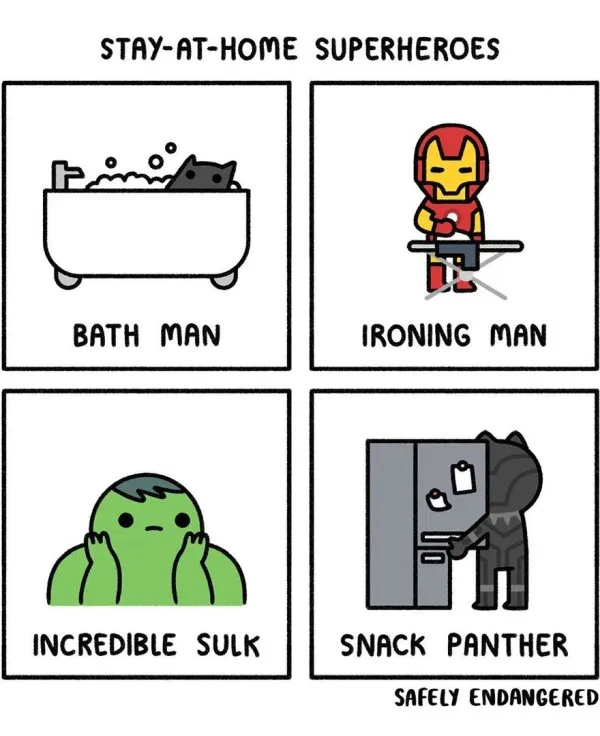 STAY-AT-HOME SUPERHEROES
BATH MAN
IRONING MAN
INCREDIBLE SULK
SNACK PANTHER
SAFELY ENDANGERED